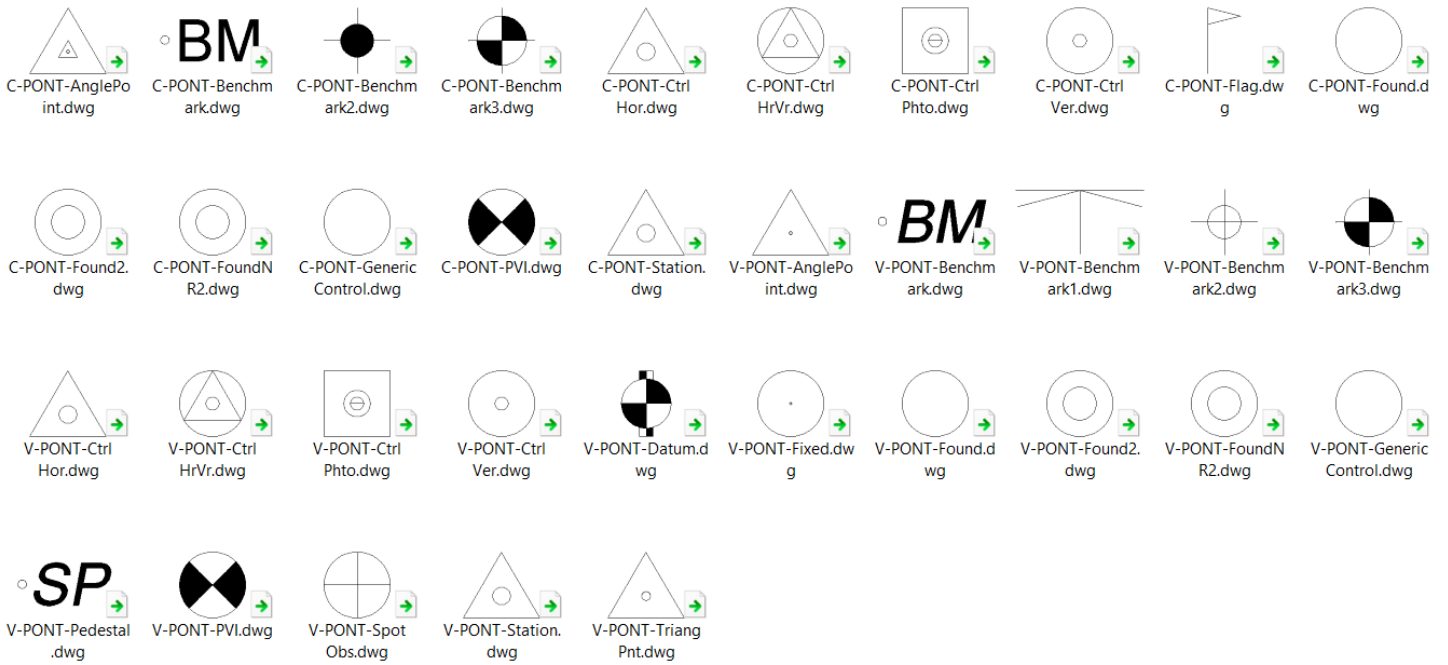 BM
C-PONT-AnglePo C-PONT-Benchm C-PONT-Benchm C-PONT-Benchm C-PONT-Ctrl C-PONT-Ctrl C-PONT-Ctrl C-PONT-Ctrl C-PONT-Flag.dw C-PONT-Found.d
int.dwg ark.dwg ark2.dwg ark3.dwg Hor.dwg HrVr.dwg Phto.dwg Ver.dwg g wg
BM
C-PONT-Found2. C-PONT-FoundN C-PONT-Generic C-PONT-PVI.dwg C-PONT-Station. V-PONT-AnglePo V-PONT-Benchm V-PONT-Benchm V-PONT-Benchm V-PONT-Benchm
dwg R2.dwg Control.dwg dwg int.dwg ark.dwg ark1.dwg ark2.dwg ark3.dwg
V-PONT-Ctrl V-PONT-Ctrl V-PONT-Ctrl V-PONT-Ctrl V-PONT-Datum.d V-PONT-Fixed.dw V-PONT-Found.d V-PONT-Found2. V-PONT-FoundN V-PONT-Generic
Hor.dwg HrVr.dwg Phto.dwg Ver.dwg wg g wg dwg R2.dwg Control.dwg
SP
V-PONT-Pedestal V-PONT-PVI.dwg V-PONT-Spot V-PONT-Station. V-PONT-Triang
.dwg Obs.dwg dwg Pnt.dwg